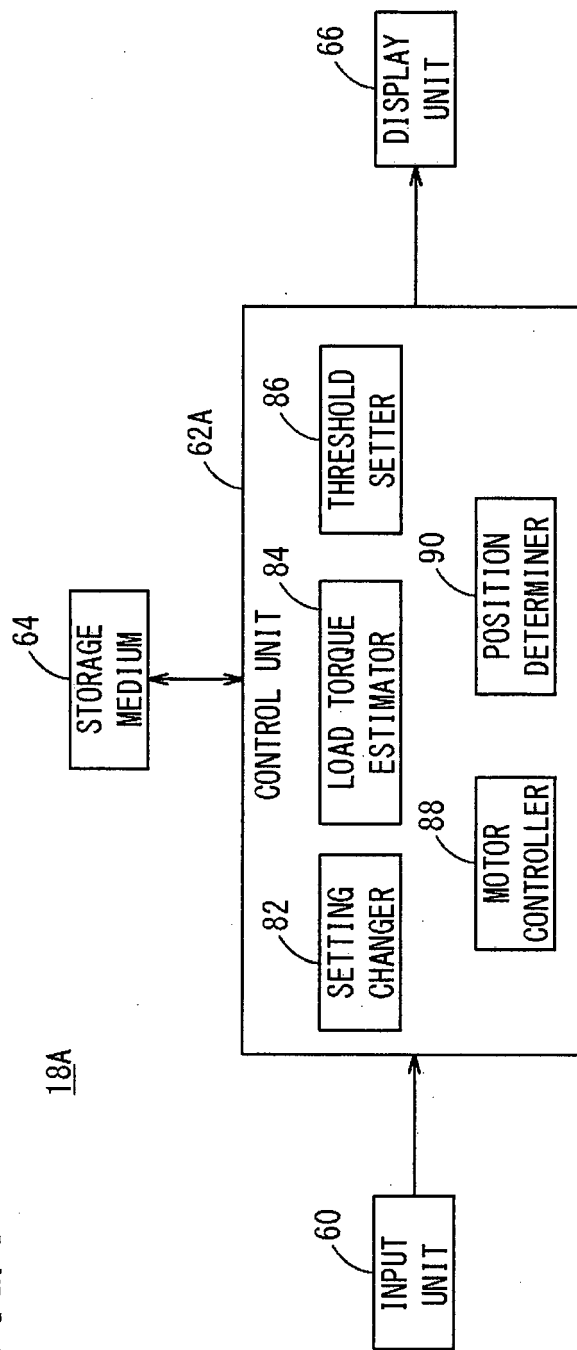 18A
64
STORAGE
MEDIUM
62A
CONTROL UNIT
82
SETTING
CHANGER
84
LOAD TORQUE
ESTIMATOR
86
THRESHOLD
SETTER
88
MOTOR
CONTROLLER
90
POSITION
DETERMINER
60
INPUT
UNIT
66
DISPLAY
UNIT